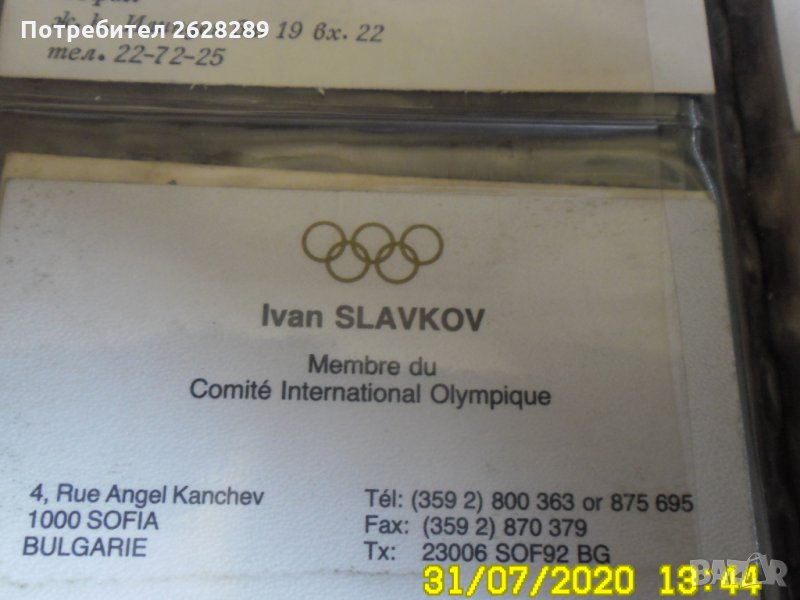 Потребител 2628289
19 вх. 22
тел. 22-72-25
Ivan SLAVKOV
Membre du
Comité International Olympique
4, Rue Angel Kanchev
1000 SOFIA
BULGARIE
Tél: (359 2) 800 363 or 875 695
Fax: (359 2) 870 379
Tx: 23006 SOF92 BG
31/07/2020 13:44
BAZAR